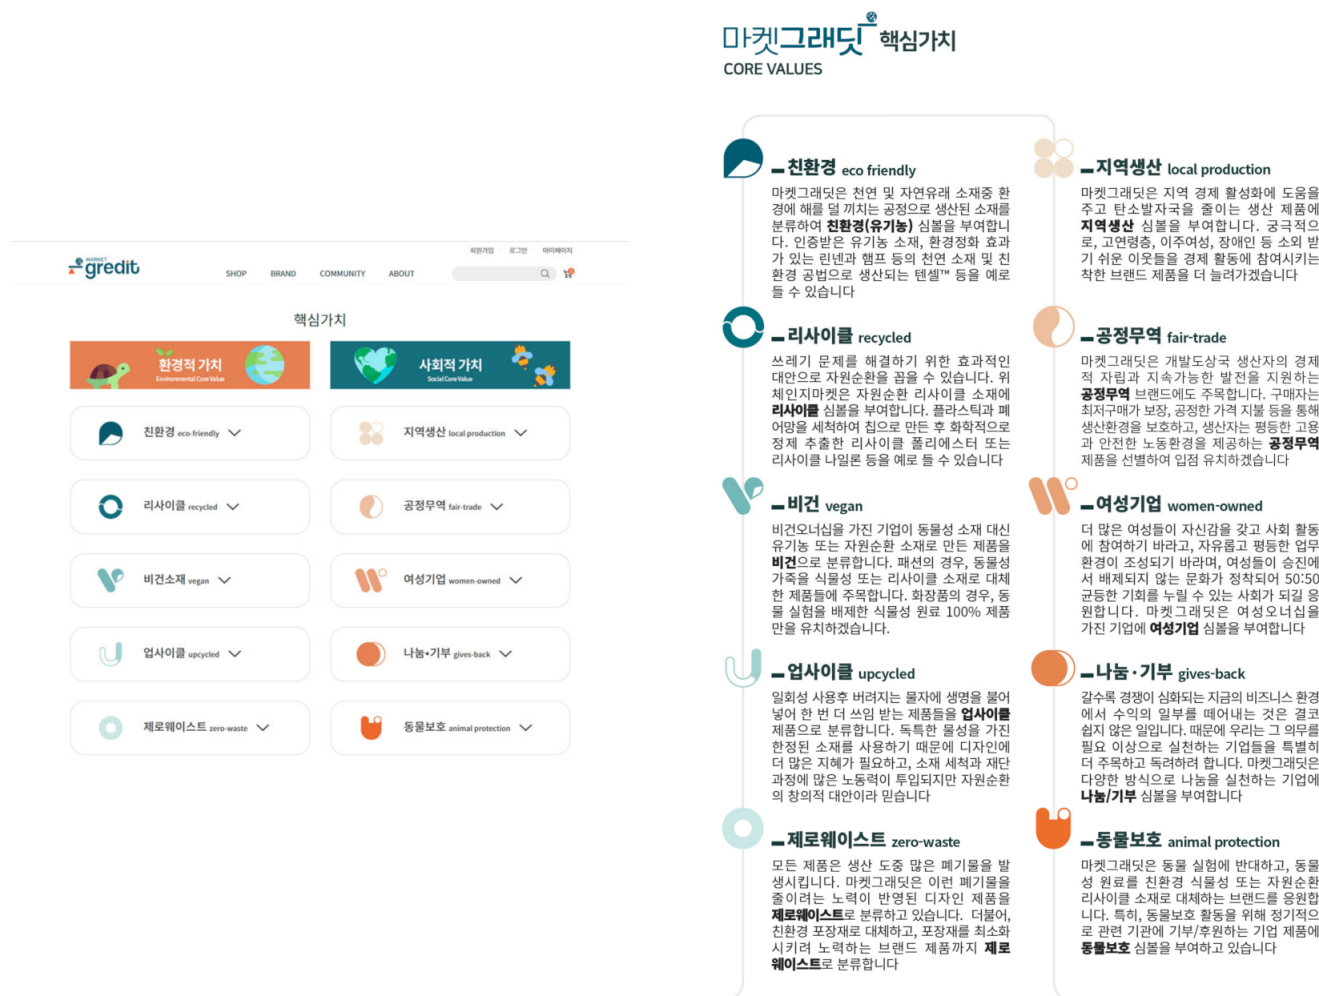 회원가입 로그인 마이페이지
MARKET
gredit
SHOP BRAND COMMUNITY ABOUT
2
핵심가치
환경적 가치
Environmental Core Value
사회적 가치
Social Core Value
친환경 eco-friendly
지역생산 local production
리사이클 recycled
공정무역 fair-trade
비건소재 vegan
여성기업 women-owned
업사이클 upcycled
나눔•기부 gives-back
제로웨이스트 zero-waste
동물보호 animal protection
마켓그래딧 핵심가치
CORE VALUES
친환경 eco friendly
마켓그래딧은 천연 및 자연유래 소재중 환
경에 해를 덜 끼치는 공정으로 생산된 소재를
분류하여 친환경(유기농) 심볼을 부여합니
다. 인증받은 유기농 소재, 환경정화 효과
가 있는 린넨과 햄프 등의 천연 소재 및 친
환경 공법으로 생산되는 텐셀™ 등을 예로
들 수 있습니다
리사이클 recycled
쓰레기 문제를 해결하기 위한 효과적인
대안으로 자원순환을 꼽을 수 있습니다. 위
체인지마켓은 자원순환 리사이클 소재에
리사이클 심볼을 부여합니다. 플라스틱과 폐
어망을 세척하여 칩으로 만든 후 화학적으로
정제 추출한 리사이클 폴리에스터 또는
리사이클 나일론 등을 예로 들 수 있습니다
비건 vegan
비건오너십을 가진 기업이 동물성 소재 대신
유기농 또는 자원순환 소재로 만든 제품을
비건으로 분류합니다. 패션의 경우, 동물성
가죽을 식물성 또는 리사이클 소재로 대체
한 제품들에 주목합니다. 화장품의 경우, 동
물 실험을 배제한 식물성 원료 100% 제품
만을 유치하겠습니다.
업사이클 upcycled
일회성 사용후 버려지는 물자에 생명을 불어
넣어 한 번 더 쓰임 받는 제품들을 업사이클
제품으로 분류합니다. 독특한 물성을 가진
한정된 소재를 사용하기 때문에 디자인에
더 많은 지혜가 필요하고, 소재 세척과 재단
과정에 많은 노동력이 투입되지만 자원순환
의 창의적 대안이라 믿습니다
제로웨이스트 zero-waste
모든 제품은 생산 도중 많은 폐기물을 발
생시킵니다. 마켓그래딧은 이런 폐기물을
줄이려는 노력이 반영된 디자인 제품을
제로웨이스트로 분류하고 있습니다. 더불어,
친환경 포장재로 대체하고, 포장재를 최소화
시키려 노력하는 브랜드 제품까지 제로
웨이스트로 분류합니다
지역생산 local production
마켓그래딧은 지역 경제 활성화에 도움을
주고 탄소발자국을 줄이는 생산 제품에
지역생산 심볼을 부여합니다. 궁극적으
로, 고연령층, 이주여성, 장애인 등 소외 받
기 쉬운 이웃들을 경제 활동에 참여시키는
착한 브랜드 제품을 더 늘려가겠습니다
공정무역 fair-trade
마켓그래딧은 개발도상국 생산자의 경제
적 자립과 지속가능한 발전을 지원하는
공정무역 브랜드에도 주목합니다. 구매자는
최저구매가 보장, 공정한 가격 지불 등을 통해
생산환경을 보호하고, 생산자는 평등한 고용
과 안전한 노동환경을 제공하는 공정무역
제품을 선별하여 입점 유치하겠습니다
여성기업 women-owned
더 많은 여성들이 자신감을 갖고 사회 활동
에 참여하기 바라고, 자유롭고 평등한 업무
환경이 조성되기 바라며, 여성들이 승진에
서 배제되지 않는 문화가 정착되어 50:50
균등한 기회를 누릴 수 있는 사회가 되길 응
원합니다. 마켓그래딧은 여성오너십을
가진 기업에 여성기업 심볼을 부여합니다
나눔·기부 gives-back
갈수록 경쟁이 심화되는 지금의 비즈니스 환경
에서 수익의 일부를 떼어내는 것은 결코
쉽지 않은 일입니다. 때문에 우리는 그 의무를
필요 이상으로 실천하는 기업들을 특별히
더 주목하고 독려하려 합니다. 마켓그래딧은
다양한 방식으로 나눔을 실천하는 기업에
나눔/기부 심볼을 부여합니다
동물보호 animal protection
마켓그래딧은 동물 실험에 반대하고, 동물
성 원료를 친환경 식물성 또는 자원순환
리사이클 소재로 대체하는 브랜드를 응원합
니다. 특히, 동물보호 활동을 위해 정기적으
로 관련 기관에 기부/후원하는 기업 제품에
동물보호 심볼을 부여하고 있습니다